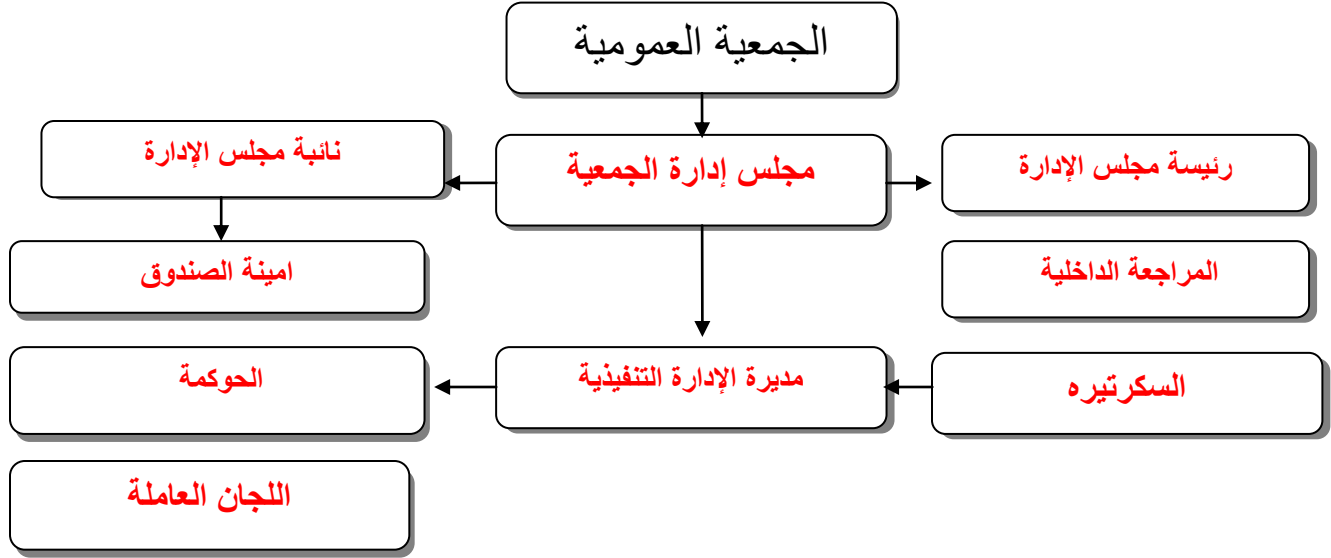 الجمعية العمومية
رئيسة مجلس الإدارة
مجلس إدارة الجمعية
نائبة مجلس الإدارة
المراجعة الداخلية
امينة الصندوق
السكرتيره
مديرة الإدارة التنفيذية
الحوكمة
اللجان العاملة